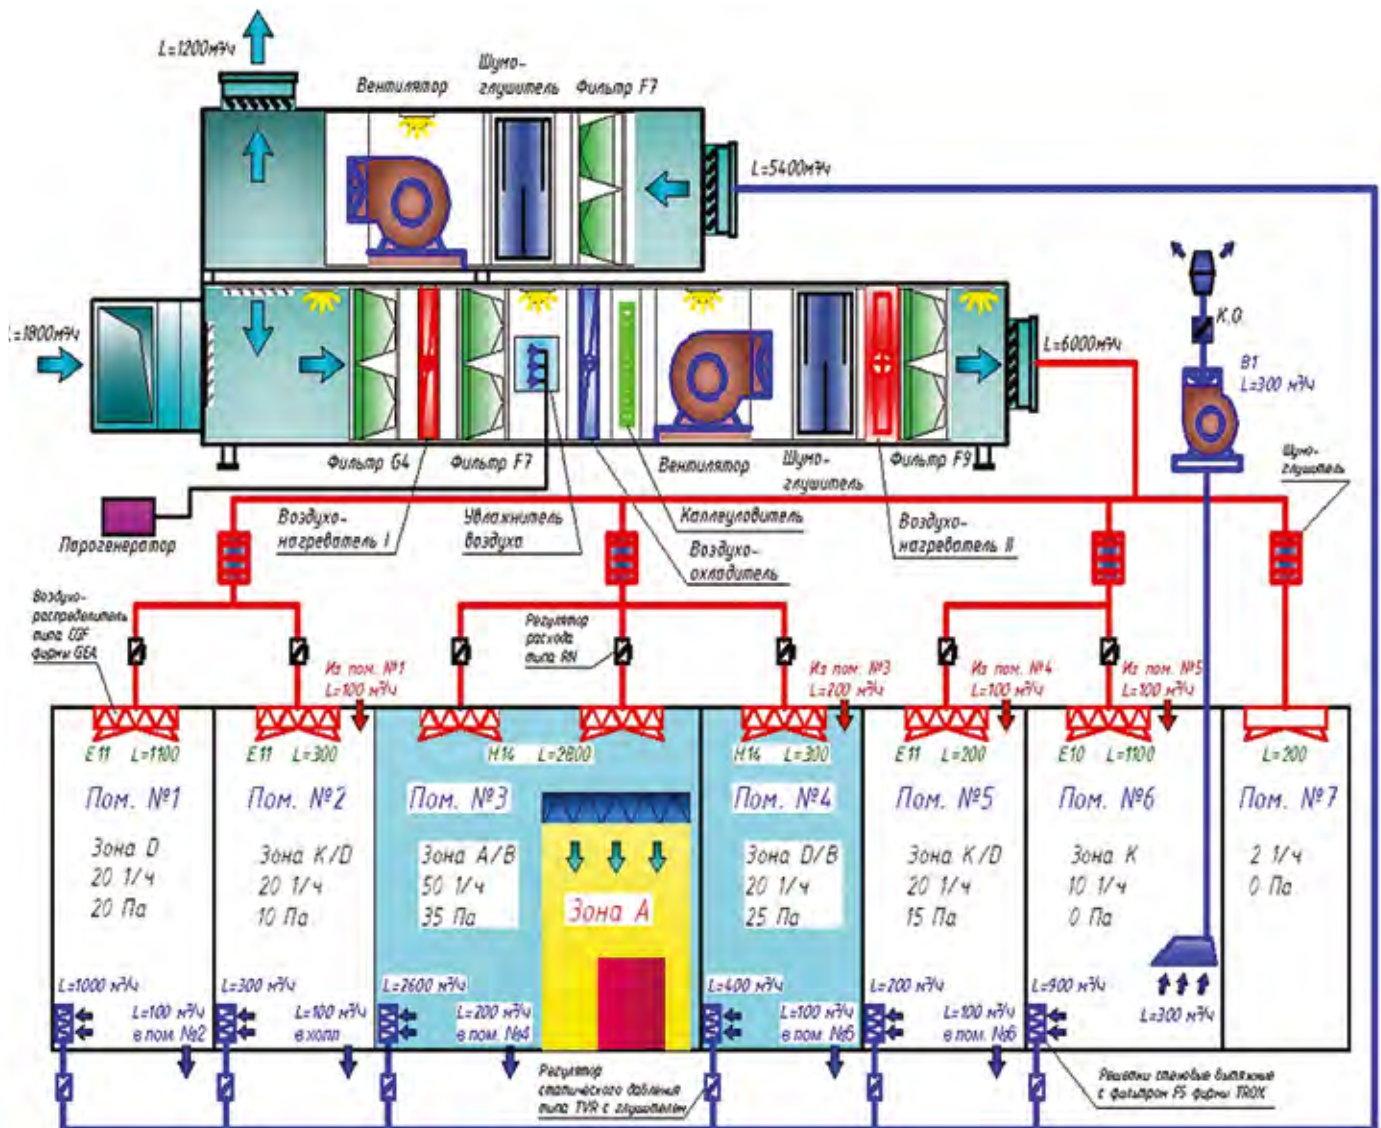 L=1200м³/ч
Вентилятор
Шумо-
глушитель
Фильтр F7
L=5400м³/ч
L=1800м³/ч
К.О.
L=6000м³/ч
В1
L=300 м³/ч
Фильтр G4
Фильтр F7
Вентилятор
Шумо-
глушитель
Фильтр F9
Шумо-
глушитель
Парогенератор
Воздухо-
нагреватель I
Увлажнитель
воздуха
Каплеуловитель
Воздухо-
охладитель
Воздухо-
нагреватель II
Воздухо-
распределитель
типа CGF
фирмы GEA
Регулятор
расхода
типа RN
Из пом. №1
L=100 м³/ч
Из пом. №3
L=200 м³/ч
Из пом. №4
L=100 м³/ч
Из пом. №5
L=100 м³/ч
E11 L=1100
E11 L=300
H14 L=2800
H14 L=300
E11 L=200
E10 L=1100
L=200
Пом. №1
Пом. №2
Пом. №3
Пом. №4
Пом. №5
Пом. №6
Пом. №7
Зона D
20 1/ч
20 Па
Зона K/D
20 1/ч
10 Па
Зона A/B
50 1/ч
35 Па
Зона А
Зона D/B
20 1/ч
25 Па
Зона K/D
20 1/ч
15 Па
Зона K
10 1/ч
0 Па
2 1/ч
0 Па
L=1000 м³/ч
L=100 м³/ч
в пом. №2
L=300 м³/ч
L=100 м³/ч
в холл
L=2600 м³/ч
L=200 м³/ч
в пом. №4
L=400 м³/ч
L=100 м³/ч
в пом. №5
L=200 м³/ч
L=100 м³/ч
в пом. №6
L=900 м³/ч
L=300 м³/ч
Регулятор
статического давления
типа TVR с глушителем
Решетки стеновые вытяжные
с фильтром F5 фирмы TROX